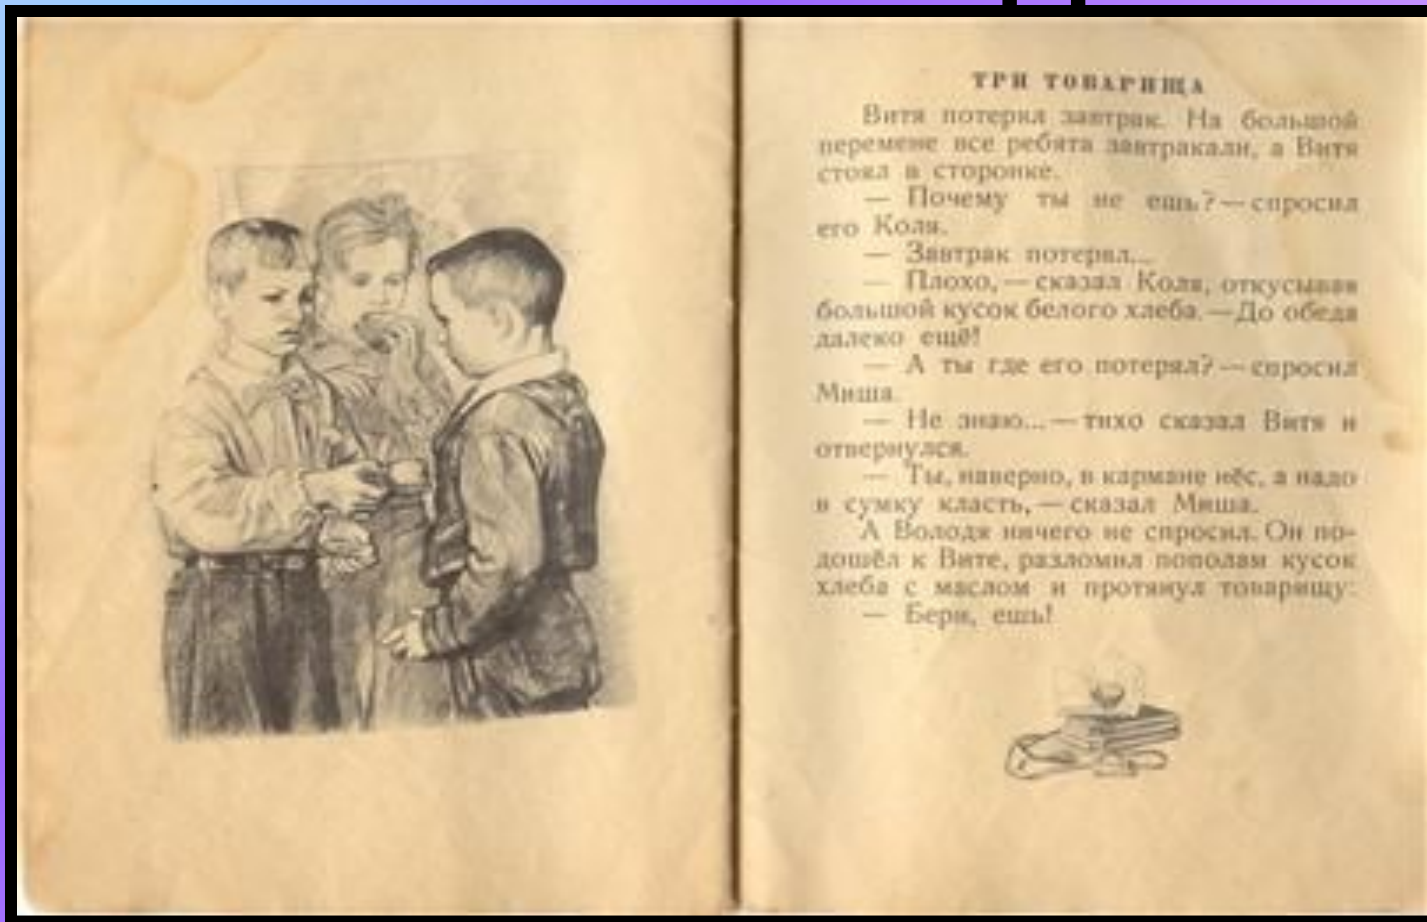 ТРИ ТОВАРИЩА
Витя потерял завтрак. На большой
перемене все ребята завтракали, а Витя
стоял в сторонке.
— Почему ты не ешь? — спросил
его Коля.
— Завтрак потерял...
— Плохо, — сказал Коля, откусывая
большой кусок белого хлеба. — До обеда
далеко ещё!
— А ты где его потерял? — спросил
Миша.
— Не знаю... — тихо сказал Витя и
отвернулся.
— Ты, наверно, в кармане нёс, а надо
в сумку класть, — сказал Миша.
А Володя ничего не спросил. Он по-
дошёл к Вите, разломил пополам кусок
хлеба с маслом и протянул товарищу:
— Бери, ешь!